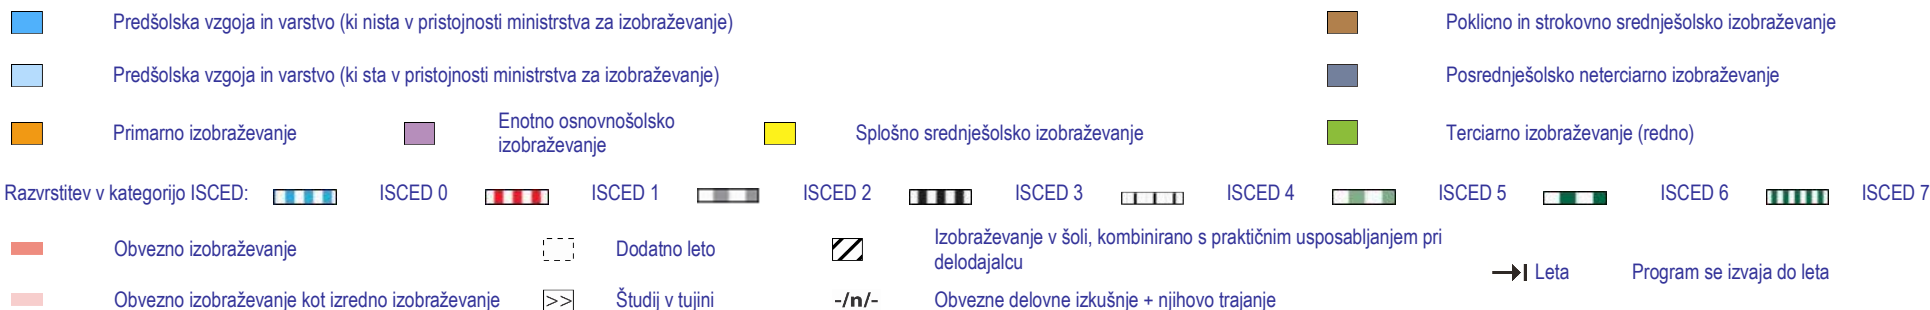 Predšolska vzgoja in varstvo (ki nista v pristojnosti ministrstva za izobraževanje)
Poklicno in strokovno srednješolsko izobraževanje
Predšolska vzgoja in varstvo (ki sta v pristojnosti ministrstva za izobraževanje)
Posrednješolsko neterciarno izobraževanje
Primarno izobraževanje
Enotno osnovnošolsko
izobraževanje
Splošno srednješolsko izobraževanje
Terciarno izobraževanje (redno)
Razvrstitev v kategorijo ISCED: ISCED 0 ISCED 1 ISCED 2 ISCED 3 ISCED 4 ISCED 5 ISCED 6 ISCED 7
Obvezno izobraževanje
Dodatno leto
Izobraževanje v šoli, kombinirano s praktičnim usposabljanjem pri
delodajalcu
Leta Program se izvaja do leta
Obvezno izobraževanje kot izredno izobraževanje
>> Študij v tujini
-/n/- Obvezne delovne izkušnje + njihovo trajanje